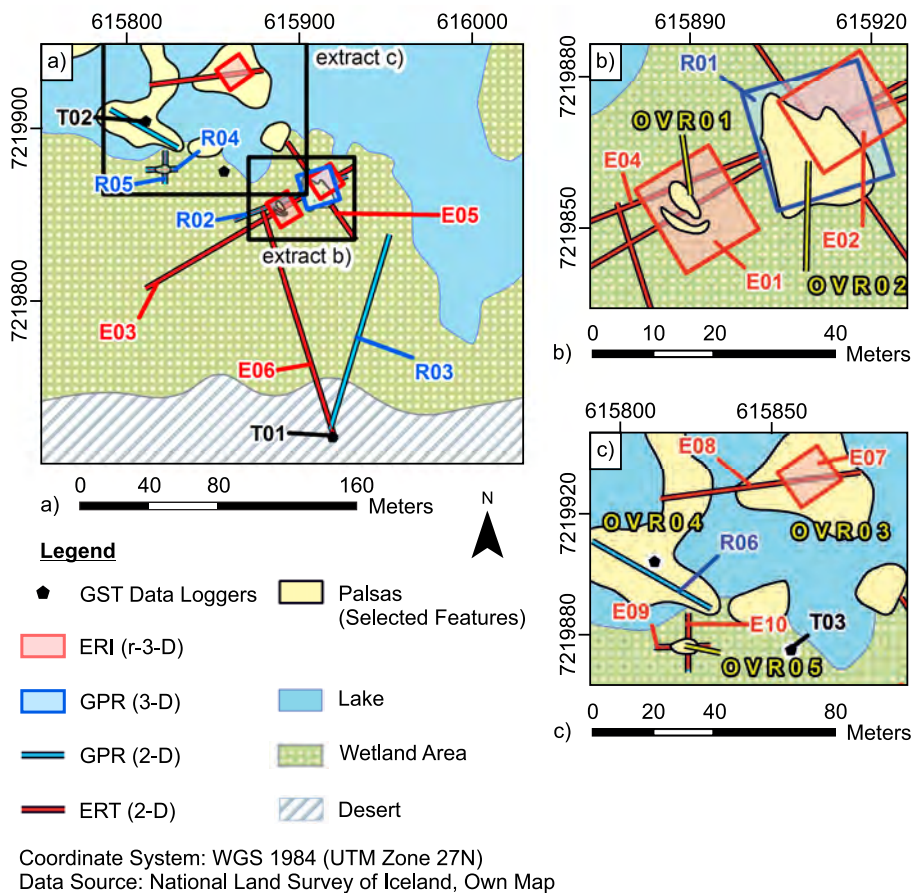 615800 615900 616000
a)
extract c)
7219900
T02
R04
R05
R02
E05
extract b)
7219800
E03
E06
R03
T01
a) 0 40 80 160
Meters
N
615890 615920
b)
7219880
R01
OVR01
E04
7219850
E02
E01
OVR02
0 10 20 40
b) Meters
615800 615850
c)
E08
E07
7219920
OVR04
OVR03
R06
E09
E10
T03
7219880
OVR05
0 20 40 80
c) Meters
Legend
GST Data Loggers
Palsas
(Selected Features)
ERI (r-3-D)
GPR (3-D)
Lake
GPR (2-D)
Wetland Area
ERT (2-D)
Desert
Coordinate System: WGS 1984 (UTM Zone 27N)
Data Source: National Land Survey of Iceland, Own Map